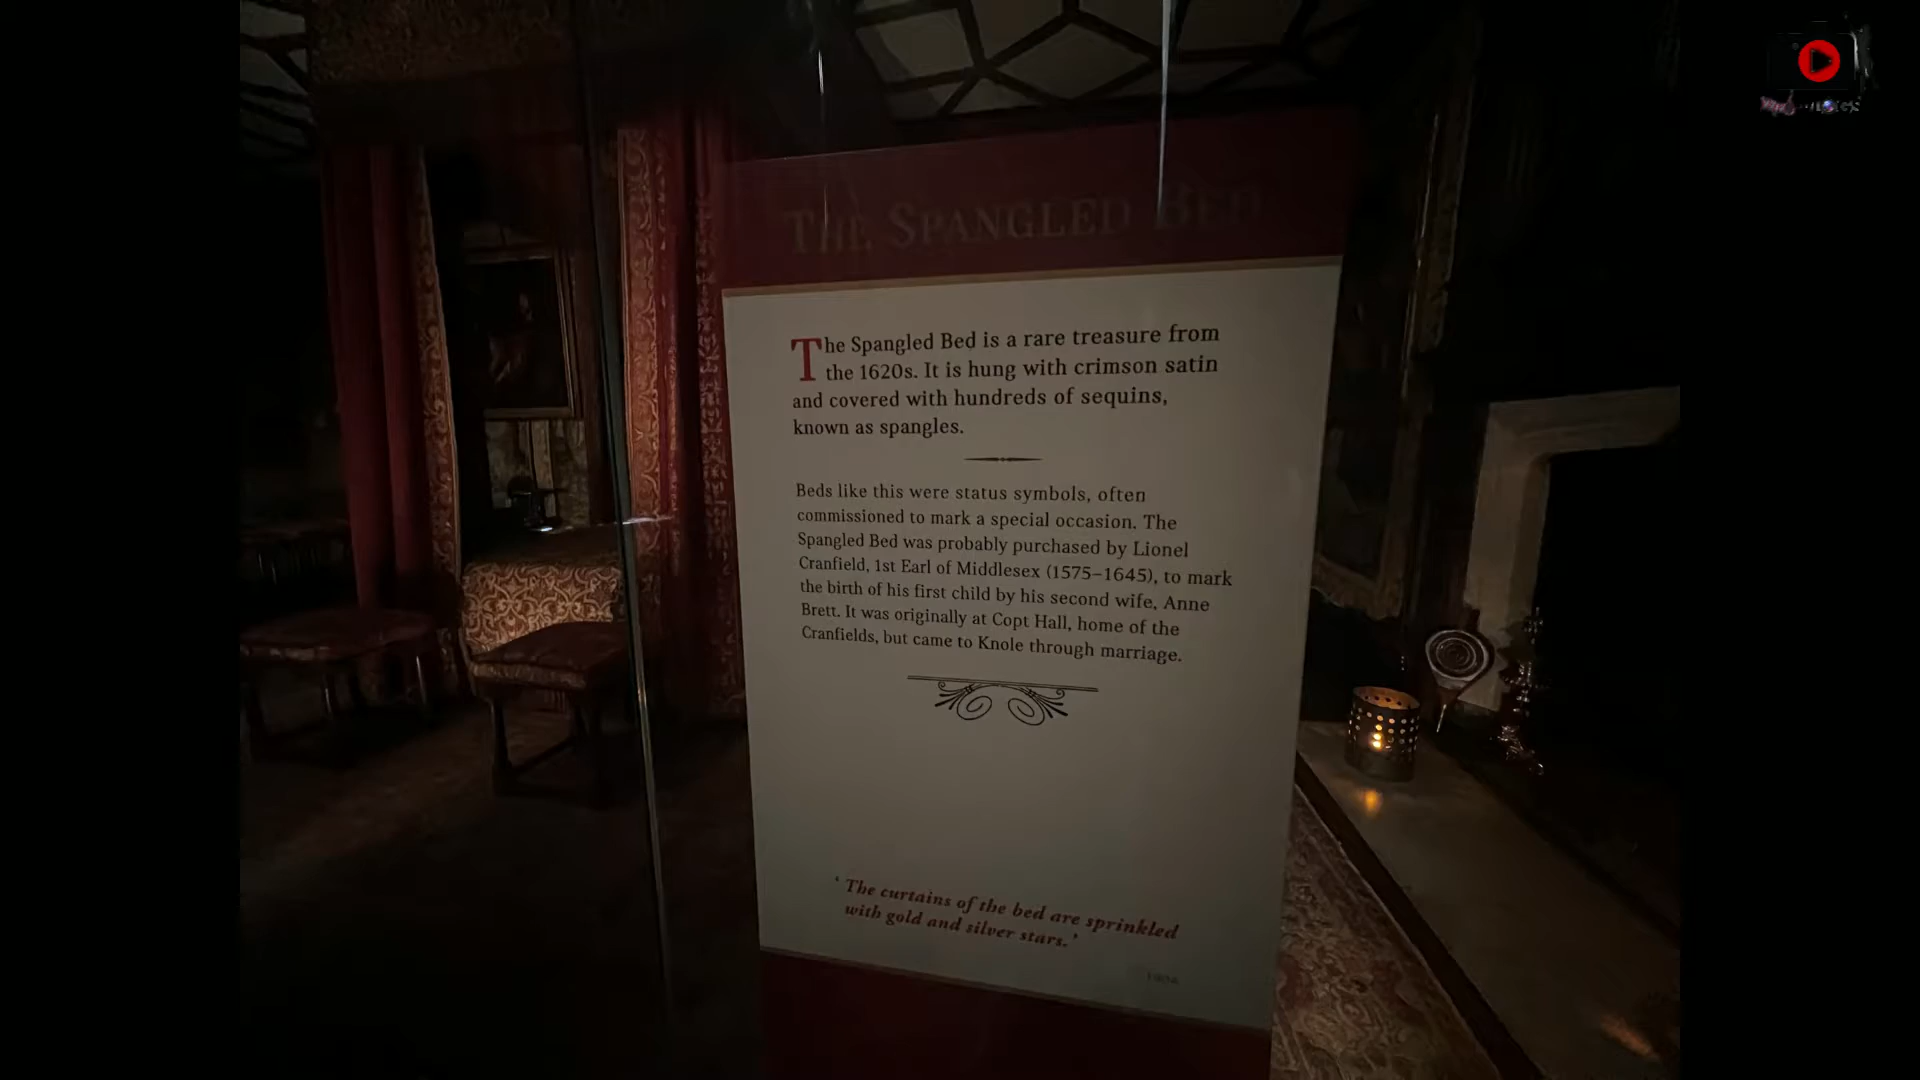 THE SPANGLED BED
The Spangled Bed is a rare treasure from
the 1620s. It is hung with crimson satin
and covered with hundreds of sequins,
known as spangles.
Beds like this were status symbols, often
commissioned to mark a special occasion. The
Spangled Bed was probably purchased by Lionel
Cranfield, 1st Earl of Middlesex (1575–1645), to mark
the birth of his first child by his second wife, Anne
Brett. It was originally at Copt Hall, home of the
Cranfields, but came to Knole through marriage.
‘The curtains of the bed are sprinkled
with gold and silver stars.’